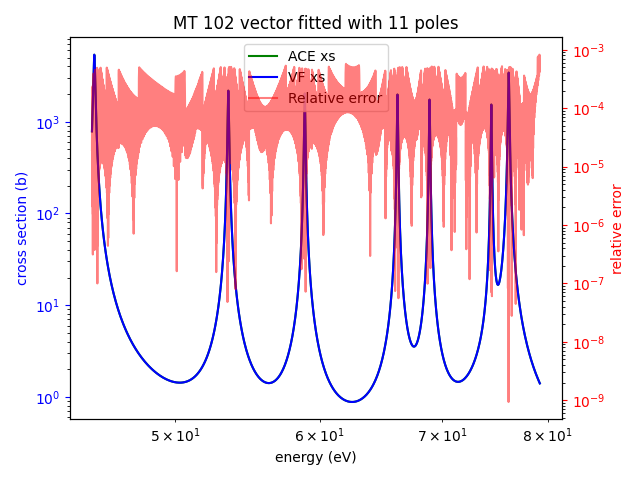 MT 102 vector fitted with 11 poles
ACE xs
VF xs
Relative error
10³
10²
10¹
10⁰
cross section (b)
10⁻³
10⁻⁴
10⁻⁵
10⁻⁶
10⁻⁷
10⁻⁸
10⁻⁹
relative error
5 × 10¹
6 × 10¹
7 × 10¹
8 × 10¹
energy (eV)